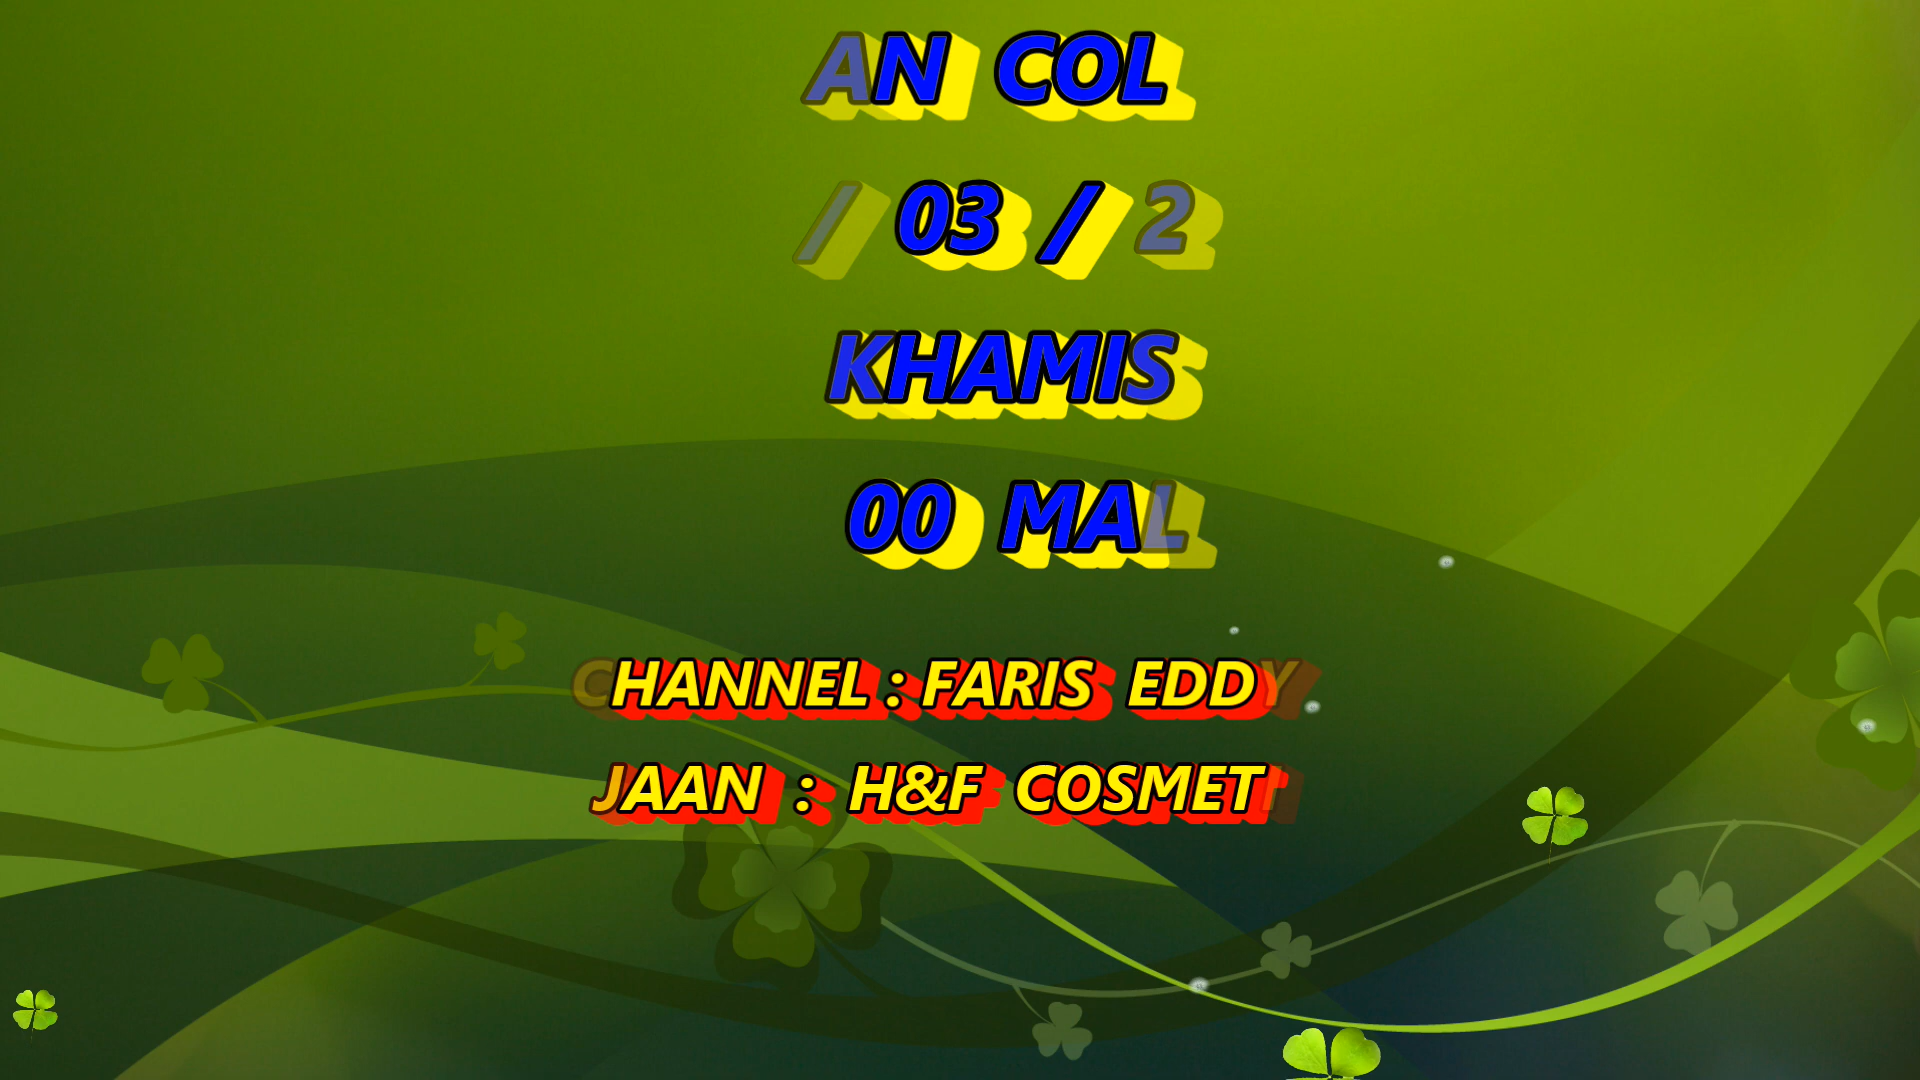 AN COL
/ 03 / 2
KHAMIS
00 MAL
CHANNEL : FARIS EDDY
JAAN : H&F COSMET